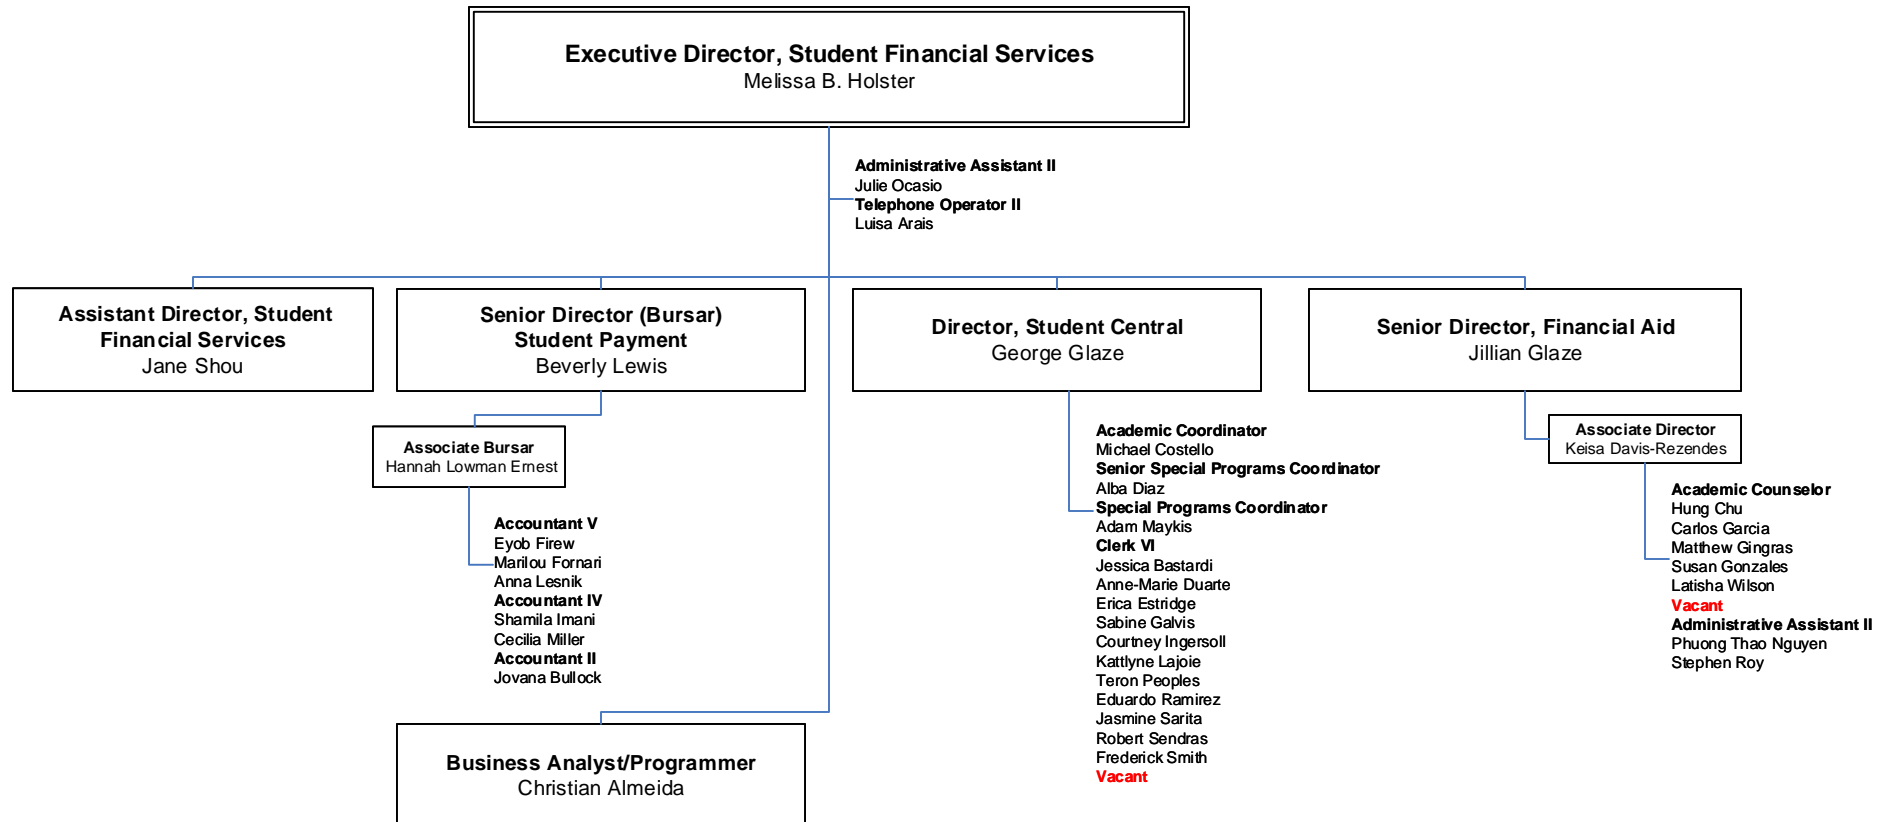 Executive Director, Student Financial Services
Melissa B. Holster
Administrative Assistant II
Julie Ocasio
Telephone Operator II
Luisa Arais
Assistant Director, Student
Financial Services
Jane Shou
Senior Director (Bursar)
Student Payment
Beverly Lewis
Director, Student Central
George Glaze
Senior Director, Financial Aid
Jillian Glaze
Associate Bursar
Hannah Lowman Ernest
Accountant V
Eyob Firew
Marilou Fornari
Anna Lesnik
Accountant IV
Shamila Imani
Cecilia Miller
Accountant II
Jovana Bullock
Academic Coordinator
Michael Costello
Senior Special Programs Coordinator
Alba Diaz
Special Programs Coordinator
Adam Maykis
Clerk VI
Jessica Bastardi
Anne-Marie Duarte
Erica Estridge
Sabine Galvis
Courtney Ingersoll
Kattlyne Lajoie
Teron Peoples
Eduardo Ramirez
Jasmine Sarita
Robert Sendras
Frederick Smith
Vacant
Associate Director
Keisa Davis-Rezendes
Academic Counselor
Hung Chu
Carlos Garcia
Matthew Gingras
Susan Gonzales
Latisha Wilson
Vacant
Administrative Assistant II
Phuong Thao Nguyen
Stephen Roy
Business Analyst/Programmer
Christian Almeida